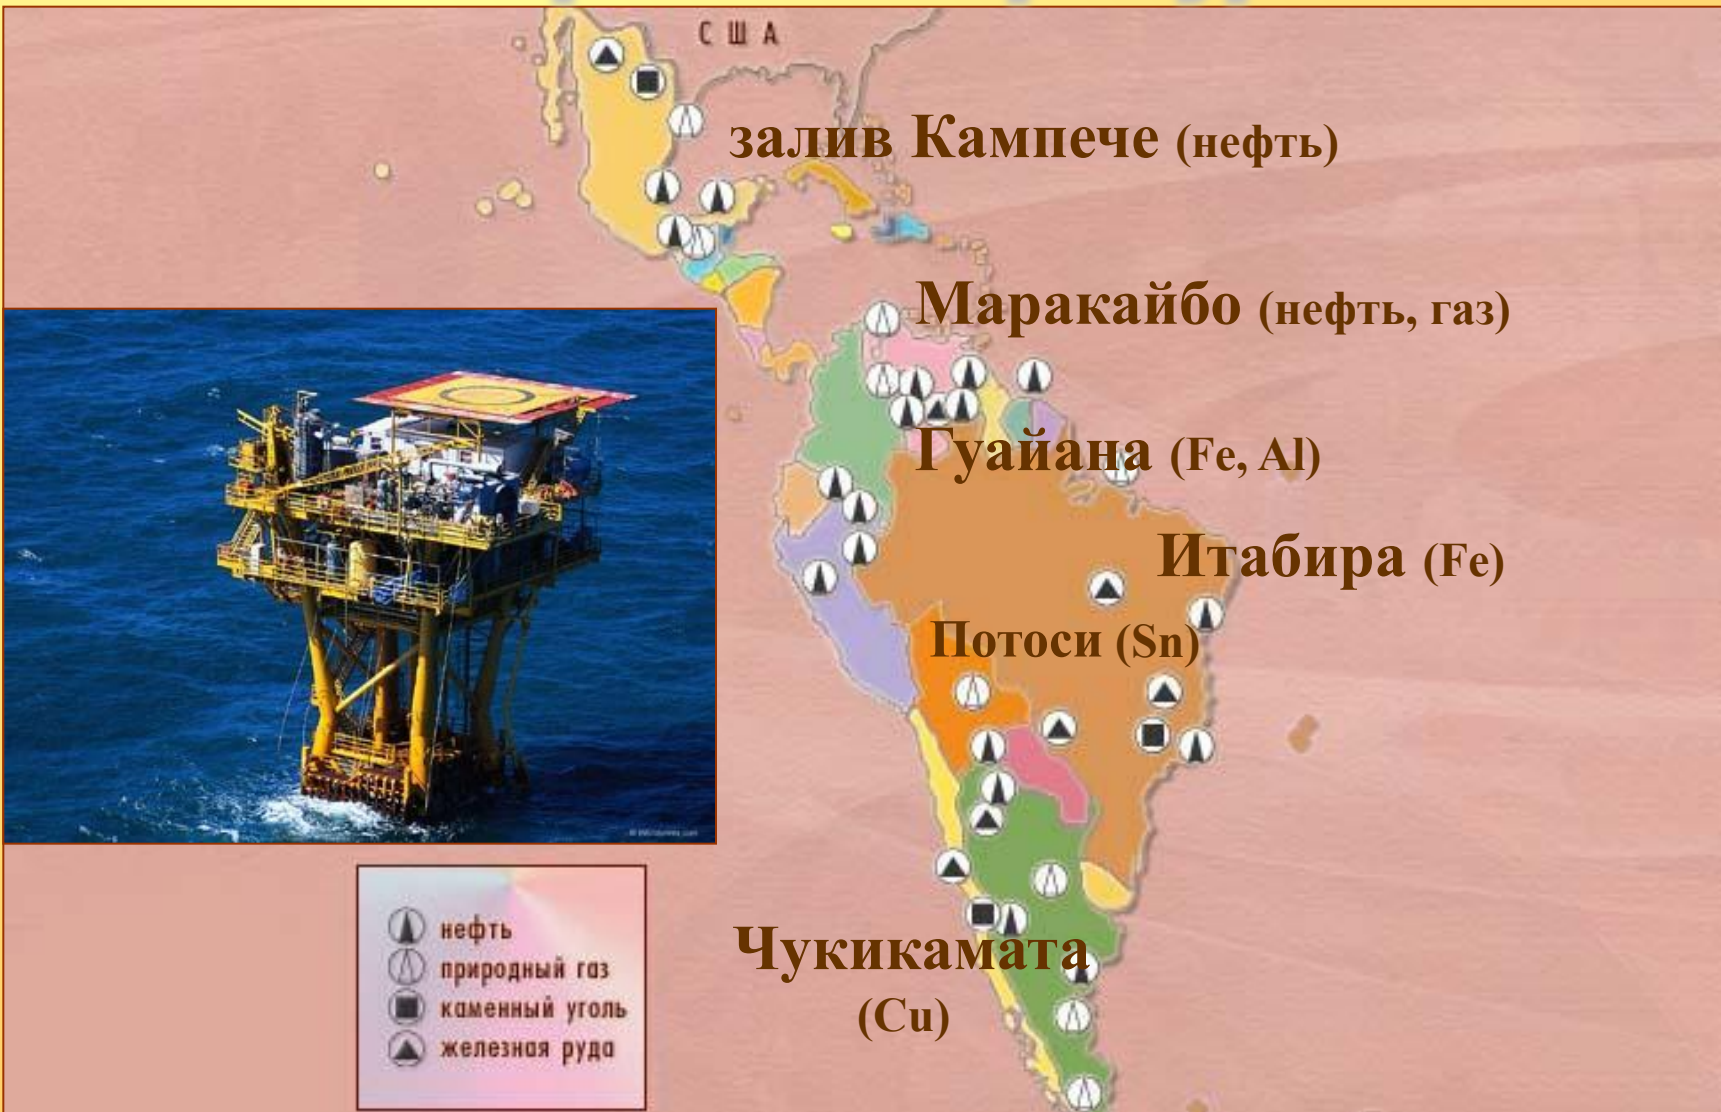 США
залив Кампече (нефть)
Маракайбо (нефть, газ)
Гуайана (Fe, Al)
Итабира (Fe)
Потоси (Sn)
Чукикамата
(Cu)
нефть
природный газ
каменный уголь
железная руда